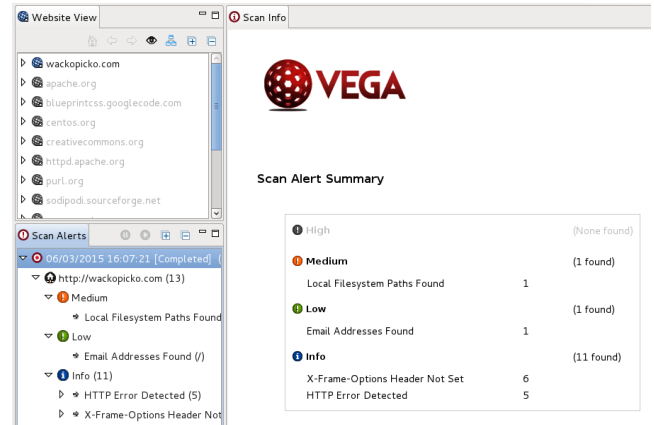 Website View
wackopicko.com
apache.org
blueprintcss.googlecode.com
centos.org
creativecommons.org
httpd.apache.org
purl.org
sodipodi.sourceforge.net
Scan Alerts
06/03/2015 16:07:21 [Completed] (
http://wackopicko.com (13)
Medium
Local Filesystem Paths Found
Low
Email Addresses Found (/)
Info (11)
HTTP Error Detected (5)
X-Frame-Options Header Not
Scan Info
VEGA
Scan Alert Summary
High (None found)
Medium (1 found)
Local Filesystem Paths Found 1
Low (1 found)
Email Addresses Found 1
Info (11 found)
X-Frame-Options Header Not Set 6
HTTP Error Detected 5